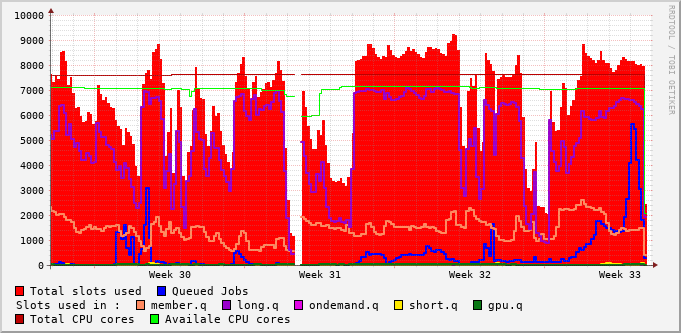 10000
9000
8000
7000
6000
5000
4000
3000
2000
1000
0
Week 30 Week 31 Week 32 Week 33
RRDTOOL / TOBI OETIKER
Total slots used Queued Jobs
Slots used in : member.q long.q ondemand.q short.q gpu.q
Total CPU cores Availale CPU cores